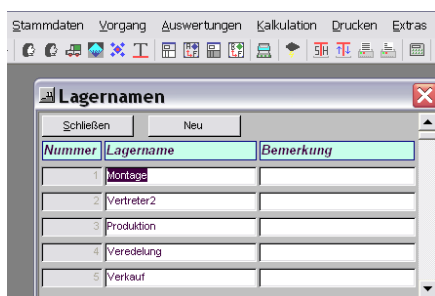 Stammdaten Vorgang Auswertungen Kalkulation Drucken Extras
Lagernamen
Schließen Neu
Nummer Lagername Bemerkung
1 Montage
2 Vertreter2
3 Produktion
4 Veredelung
5 Verkauf